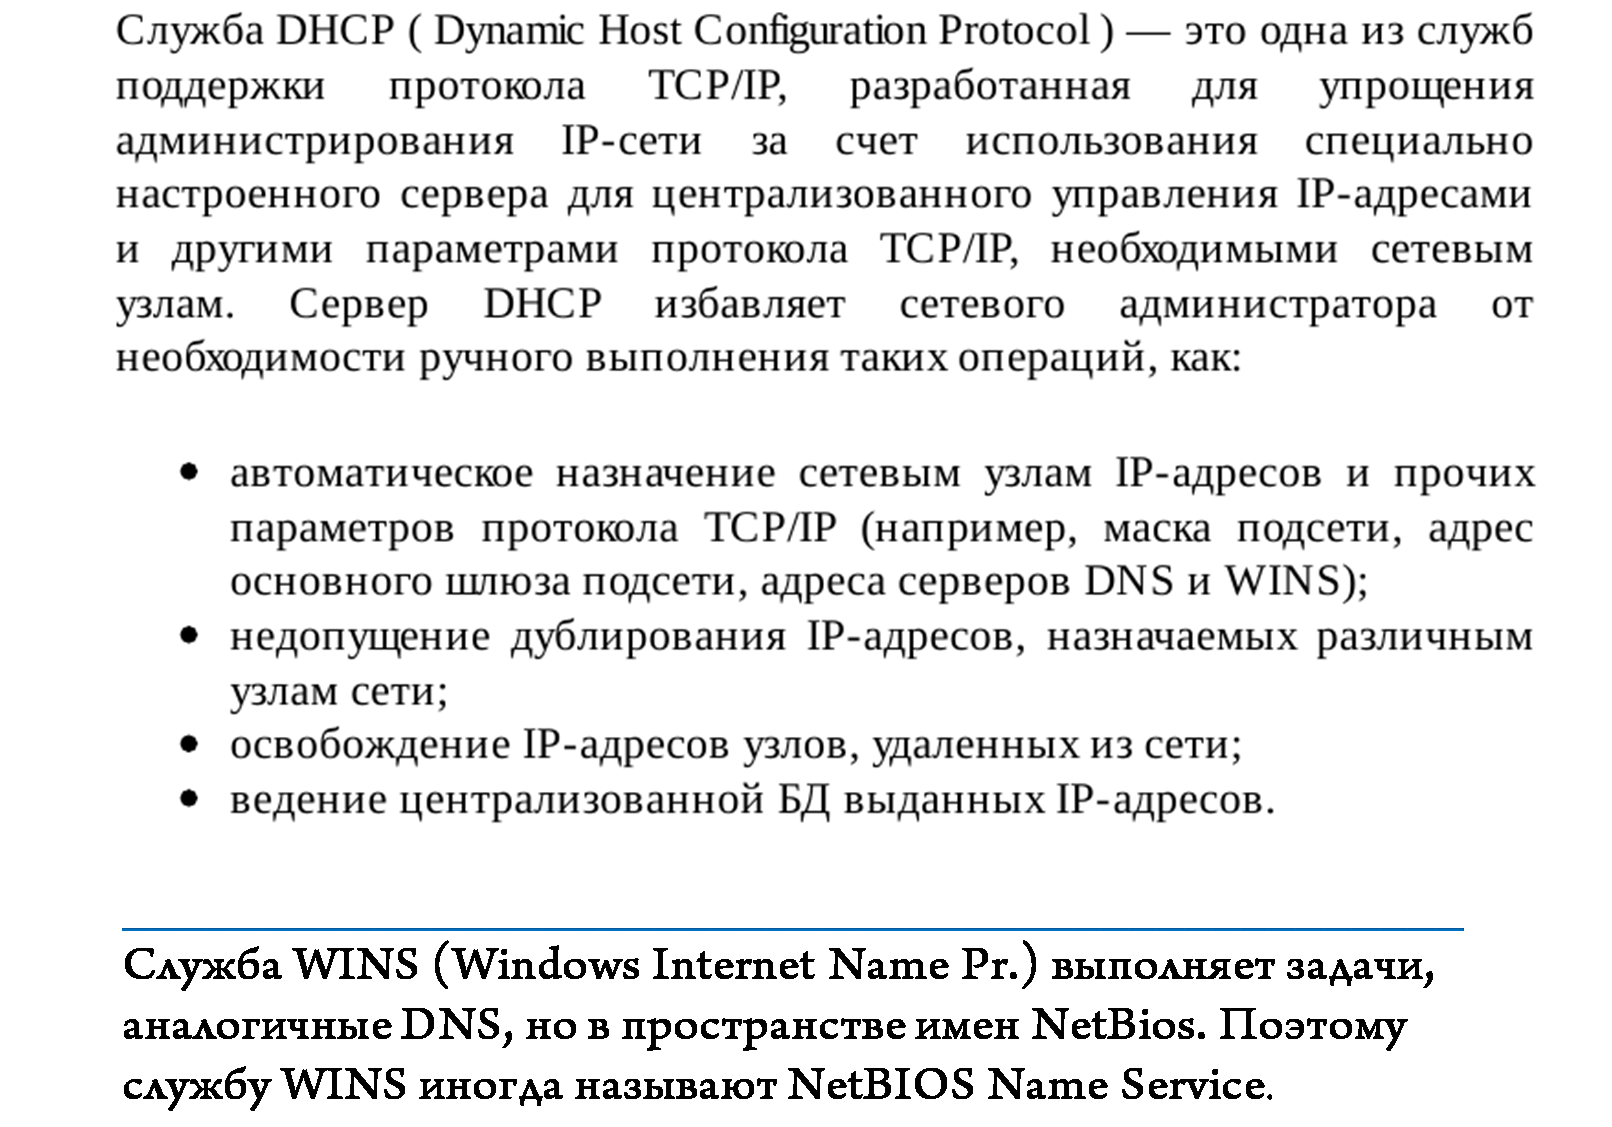 Служба DHCP ( Dynamic Host Configuration Protocol ) — это одна из служб
поддержки протокола TCP/IP, разработанная для упрощения
администрирования IP-сети за счет использования специально
настроенного сервера для централизованного управления IP-адресами
и другими параметрами протокола TCP/IP, необходимыми сетевым
узлам. Сервер DHCP избавляет сетевого администратора от
необходимости ручного выполнения таких операций, как:
• автоматическое назначение сетевым узлам IP-адресов и прочих
параметров протокола TCP/IP (например, маска подсети, адрес
основного шлюза подсети, адреса серверов DNS и WINS);
• недопущение дублирования IP-адресов, назначаемых различным
узлам сети;
• освобождение IP-адресов узлов, удаленных из сети;
• ведение централизованной БД выданных IP-адресов.
Служба WINS (Windows Internet Name Pr.) выполняет задачи,
аналогичные DNS, но в пространстве имен NetBios. Поэтому
службу WINS иногда называют NetBIOS Name Service.